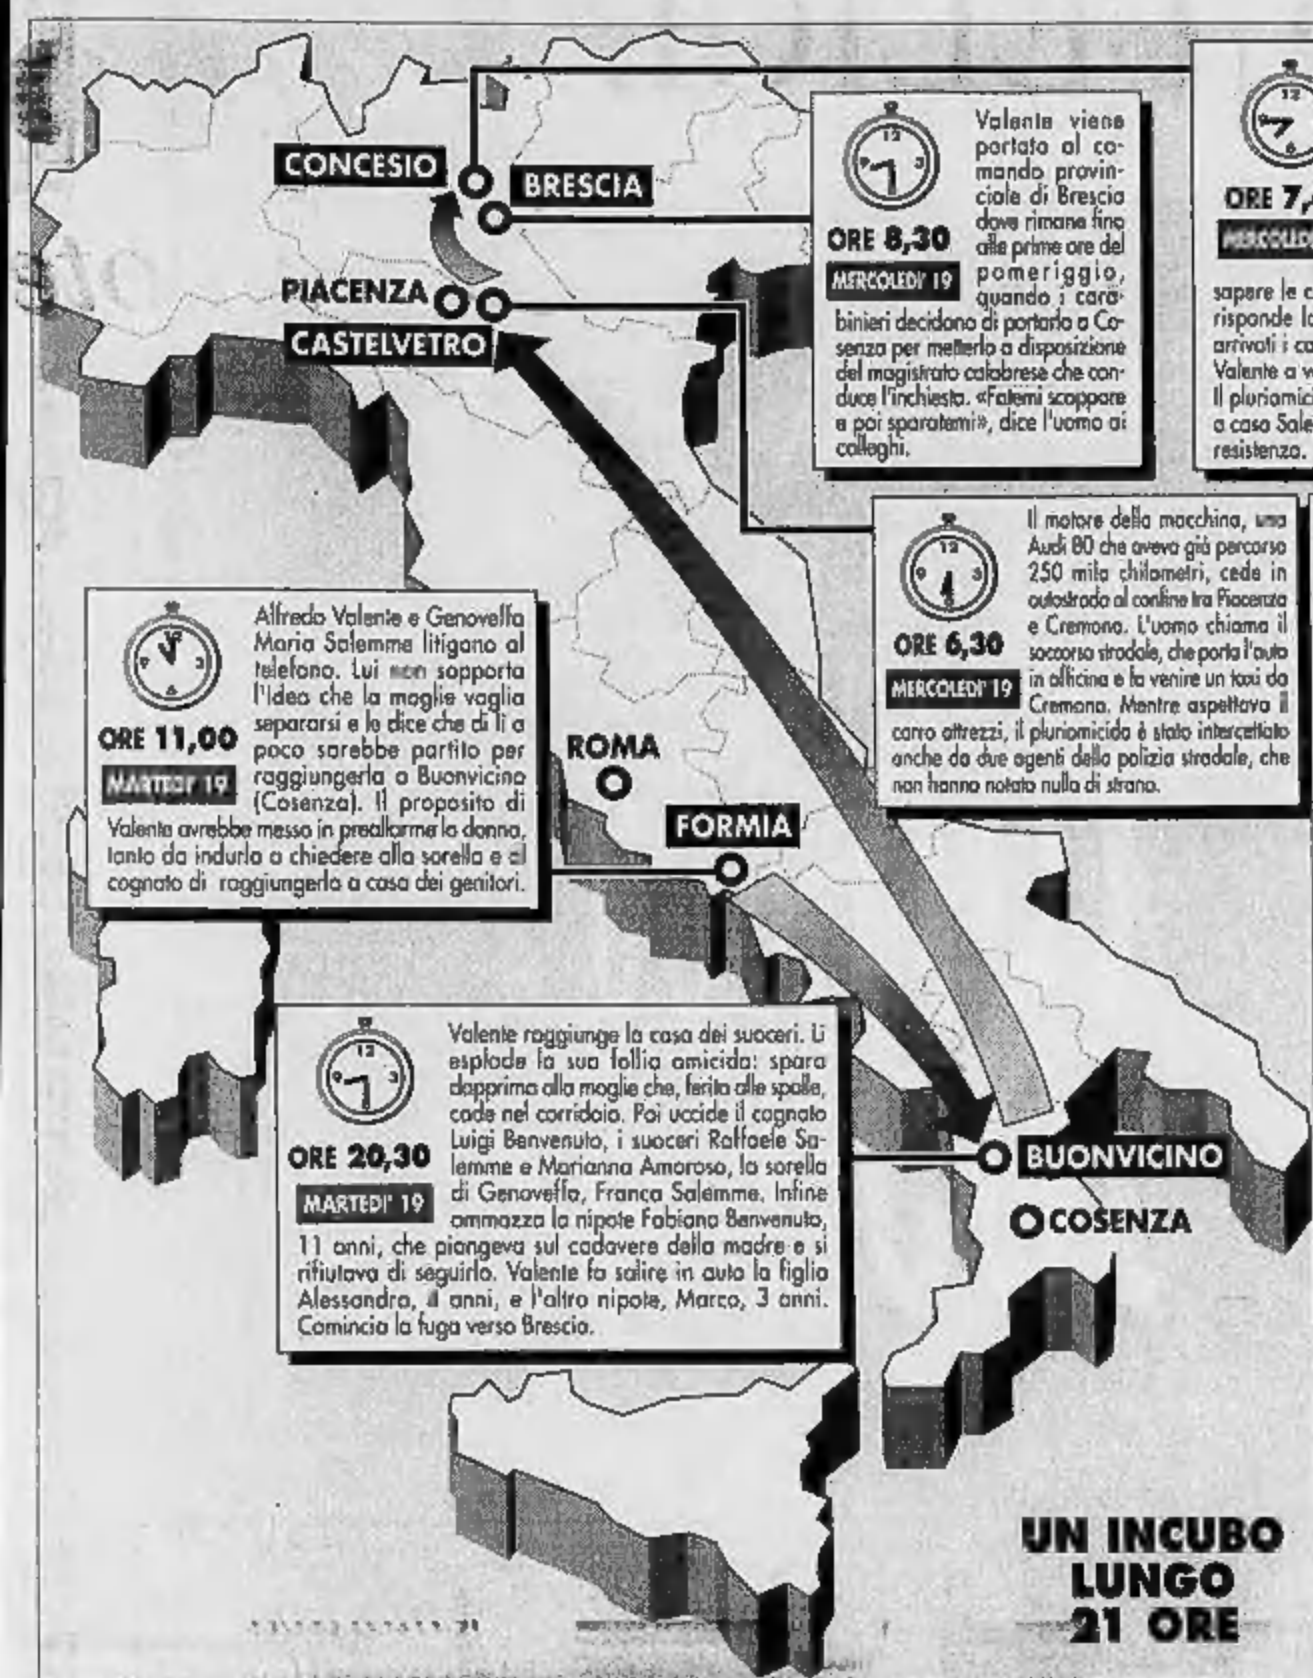 CONCESIO
BRESCIA
PIACENZA
CASTELVETRO
ROMA
FORMIA
BUONVICINO
COSENZA
ORE 11,00
MARTEDI' 19
Alfredo Valente e Genoveffa
Maria Salemme litigano al
telefono. Lui non sopporta
l'idea che la moglie voglia
separarsi e le dice che di lì a
poco sarebbe partito per
raggiungerla a Buonvicino
(Cosenza). Il proposito di
Valente avrebbe messo in preallarme la donna,
tanto da indurla a chiedere alla sorella e al
cognato di raggiungerla a casa dei genitori.
ORE 20,30
MARTEDI' 19
Valente raggiunge la casa dei suoceri. Lì
esplode la sua follia omicida: spara
dapprima alla moglie che, ferita alle spalle,
cade nel corridoio. Poi uccide il cognato
Luigi Benvenuto, i suoceri Raffaele Sa-
lemme e Marianna Amoroso, la sorella
di Genoveffa, Franca Salemme. Infine
ammazza la nipote Fabiana Benvenuto,
11 anni, che piangeva sul cadavere della madre e si
rifiutava di seguirlo. Valente fa salire in auto la figlia
Alessandra, 4 anni, e l'altro nipote, Marco, 3 anni.
Comincia la fuga verso Brescia.
ORE 6,30
MERCOLEDI' 19
Il motore della macchina, una
Audi 80 che aveva già percorso
250 mila chilometri, cede in
autostrada al confine tra Piacenza
e Cremona. L'uomo chiama il
soccorso stradale, che porta l'auto
in officina e fa venire un taxi da
Cremona. Mentre aspettava il
carro attrezzi, il pluriomicida è stato intercettato
anche da due agenti della polizia stradale, che
non hanno notato nulla di strano.
ORE 7,
MERCOLEDI
sapere le c
risponde la
arrivati i ca
Valente a v
Il pluriomici
a casa Sale
resistenza.
ORE 8,30
MERCOLEDI' 19
Valente viene
portato al co-
mando provin-
ciale di Brescia
dove rimane fino
alle prime ore del
pomeriggio,
quando i cara-
binieri decidono di portarlo a Co-
senza per metterlo a disposizione
del magistrato calabrese che con-
duce l'inchiesta. «Fatemi scappare
e poi sparatemi», dice l'uomo ai
colleghi.
UN INCUBO
LUNGO
21 ORE